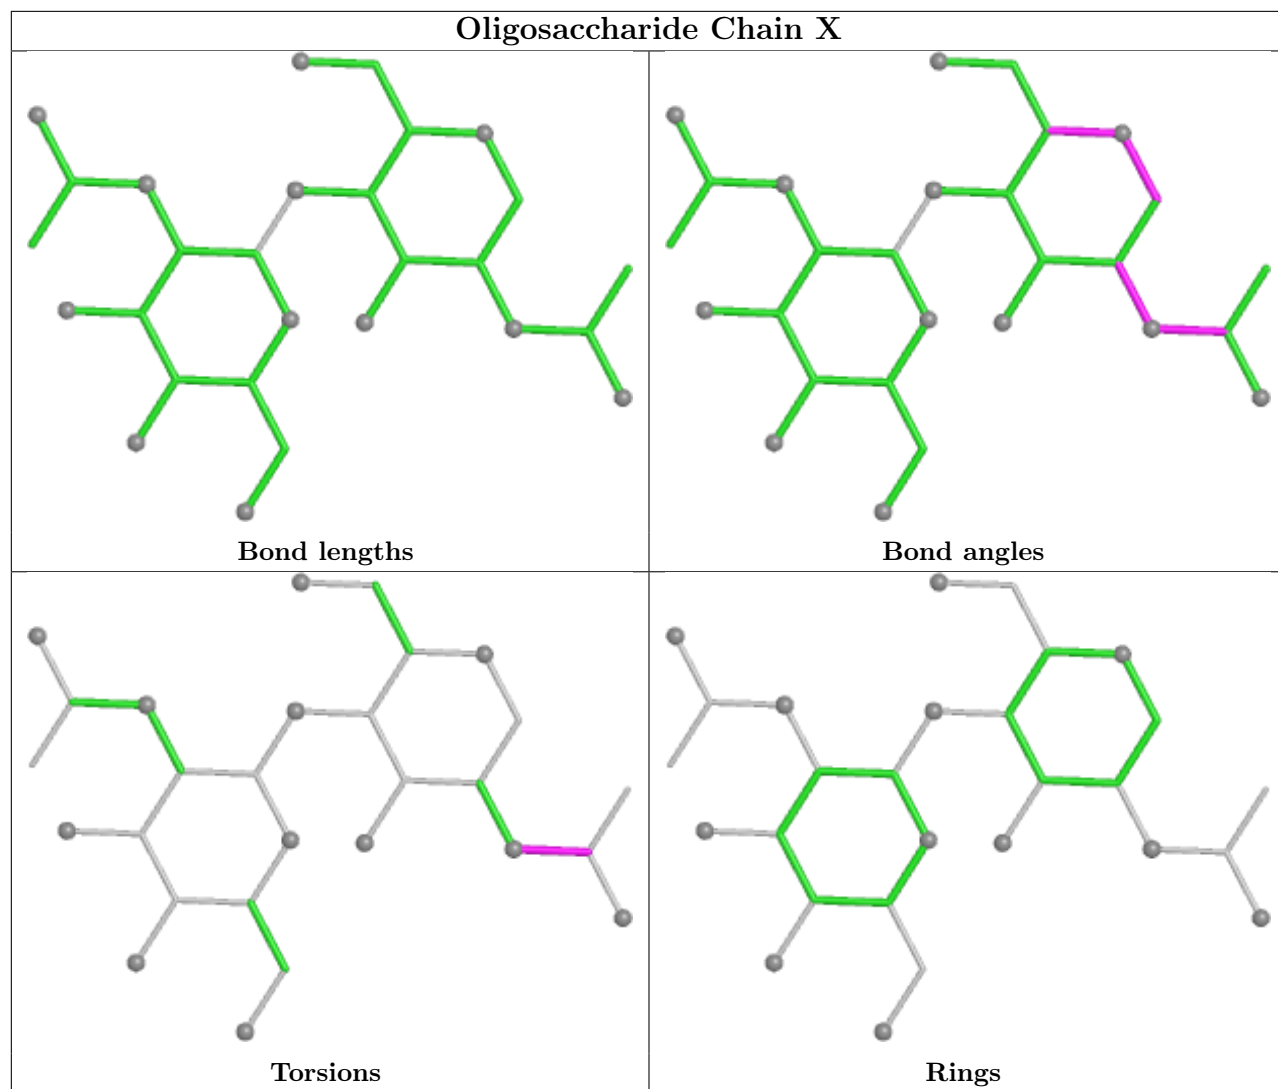 Oligosaccharide Chain X
Bond lengths
Bond angles
Torsions
Rings